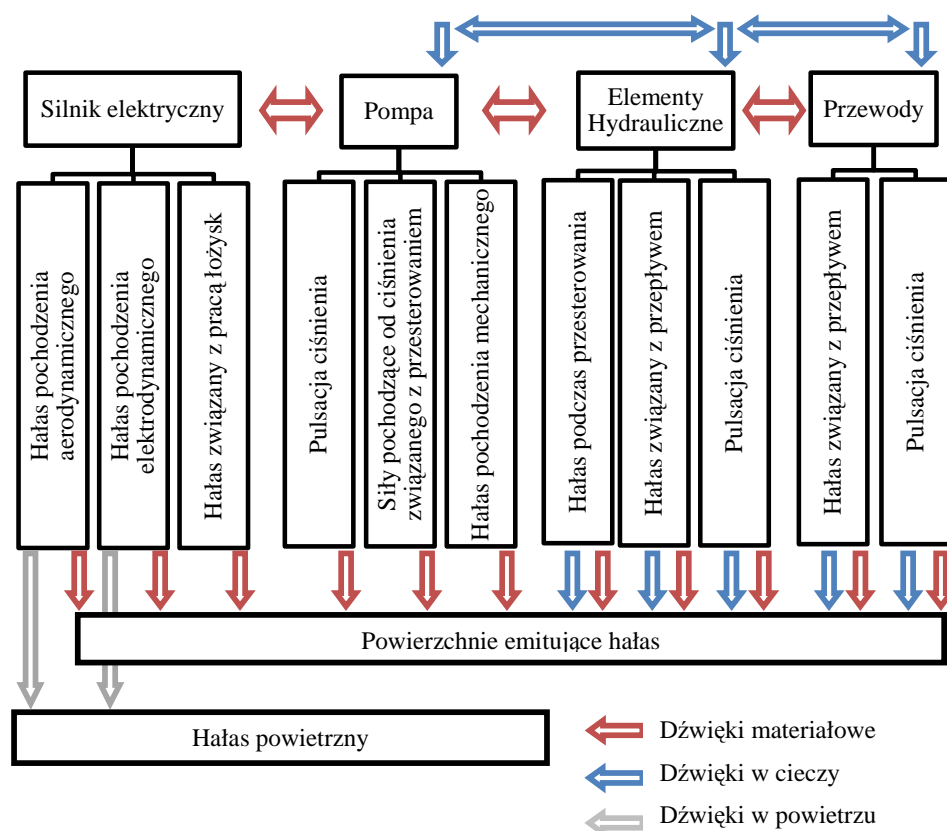 Silnik elektryczny
Pompa
Elementy
Hydrauliczne
Przewody
Hałas pochodzenia
aerodynamicznego
Hałas pochodzenia
elektrodynamicznego
Hałas związany z pracą łożysk
Pulsacja ciśnienia
Siły pochodzące od ciśnienia
związanego z przesterowaniem
Hałas pochodzenia mechanicznego
Hałas podczas przesterowania
Hałas związany z przepływem
Pulsacja ciśnienia
Hałas związany z przepływem
Pulsacja ciśnienia
Powierzchnie emitujące hałas
Hałas powietrzny
Dźwięki materiałowe
Dźwięki w cieczy
Dźwięki w powietrzu